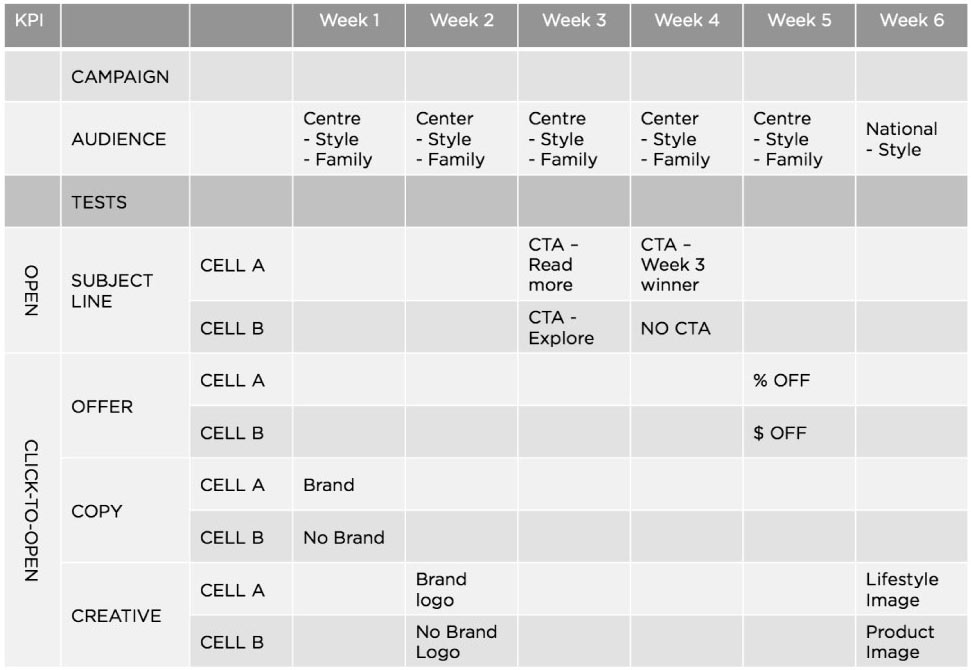 KPI Week 1 Week 2 Week 3 Week 4 Week 5 Week 6
CAMPAIGN
AUDIENCE
Centre
- Style
- Family
Center
- Style
- Family
Centre
- Style
- Family
Center
- Style
- Family
Centre
- Style
- Family
National
- Style
TESTS
OPEN
SUBJECT
LINE
CELL A
CTA –
Read
more
CTA –
Week 3
winner
CELL B
CTA -
Explore
NO CTA
CLICK-TO-OPEN
OFFER
CELL A
% OFF
CELL B
$ OFF
COPY
CELL A
Brand
CELL B
No Brand
CREATIVE
CELL A
Brand
logo
Lifestyle
Image
CELL B
No Brand
Logo
Product
Image